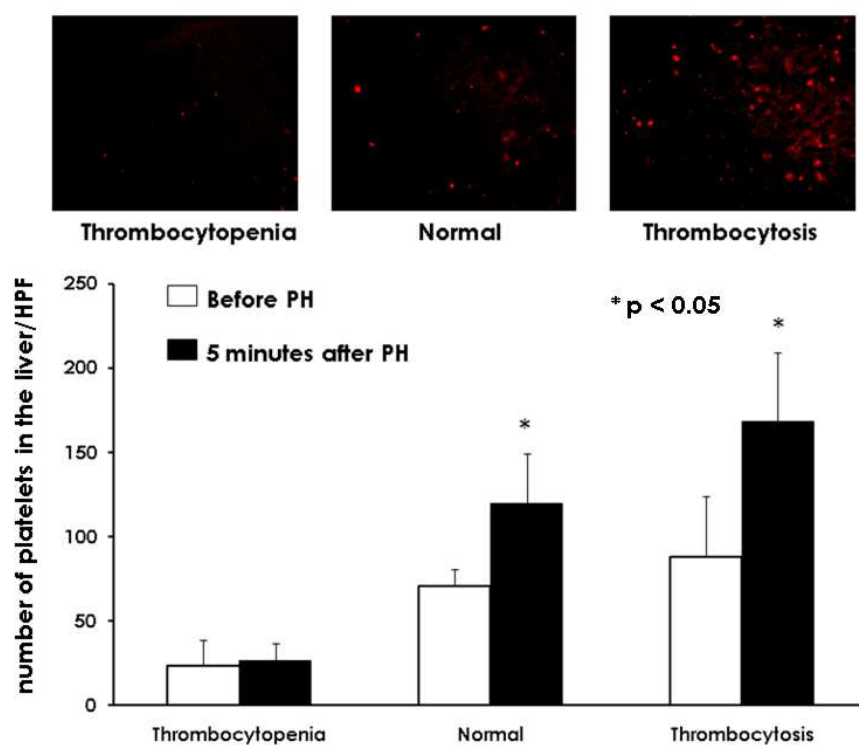 Thrombocytopenia Normal Thrombocytosis
number of platelets in the liver/HPF
250
200
150
100
50
0
Before PH
5 minutes after PH
* p < 0.05
*
*
Thrombocytopenia Normal Thrombocytosis